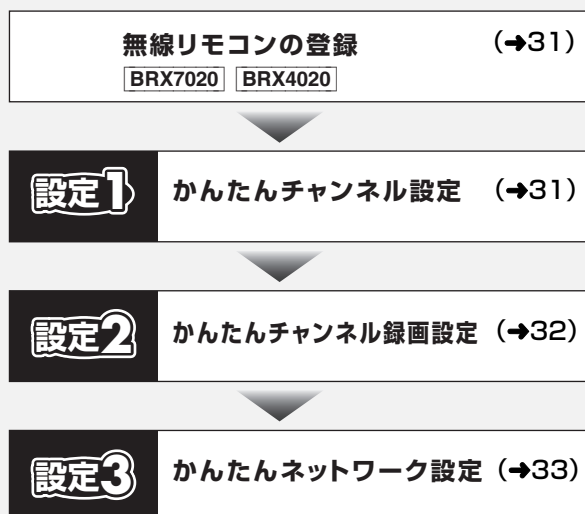 無線リモコンの登録 (➔31)
BRX7020 BRX4020
設定1 かんたんチャンネル設定 (➔31)
設定2 かんたんチャンネル録画設定 (➔32)
設定3 かんたんネットワーク設定 (➔33)